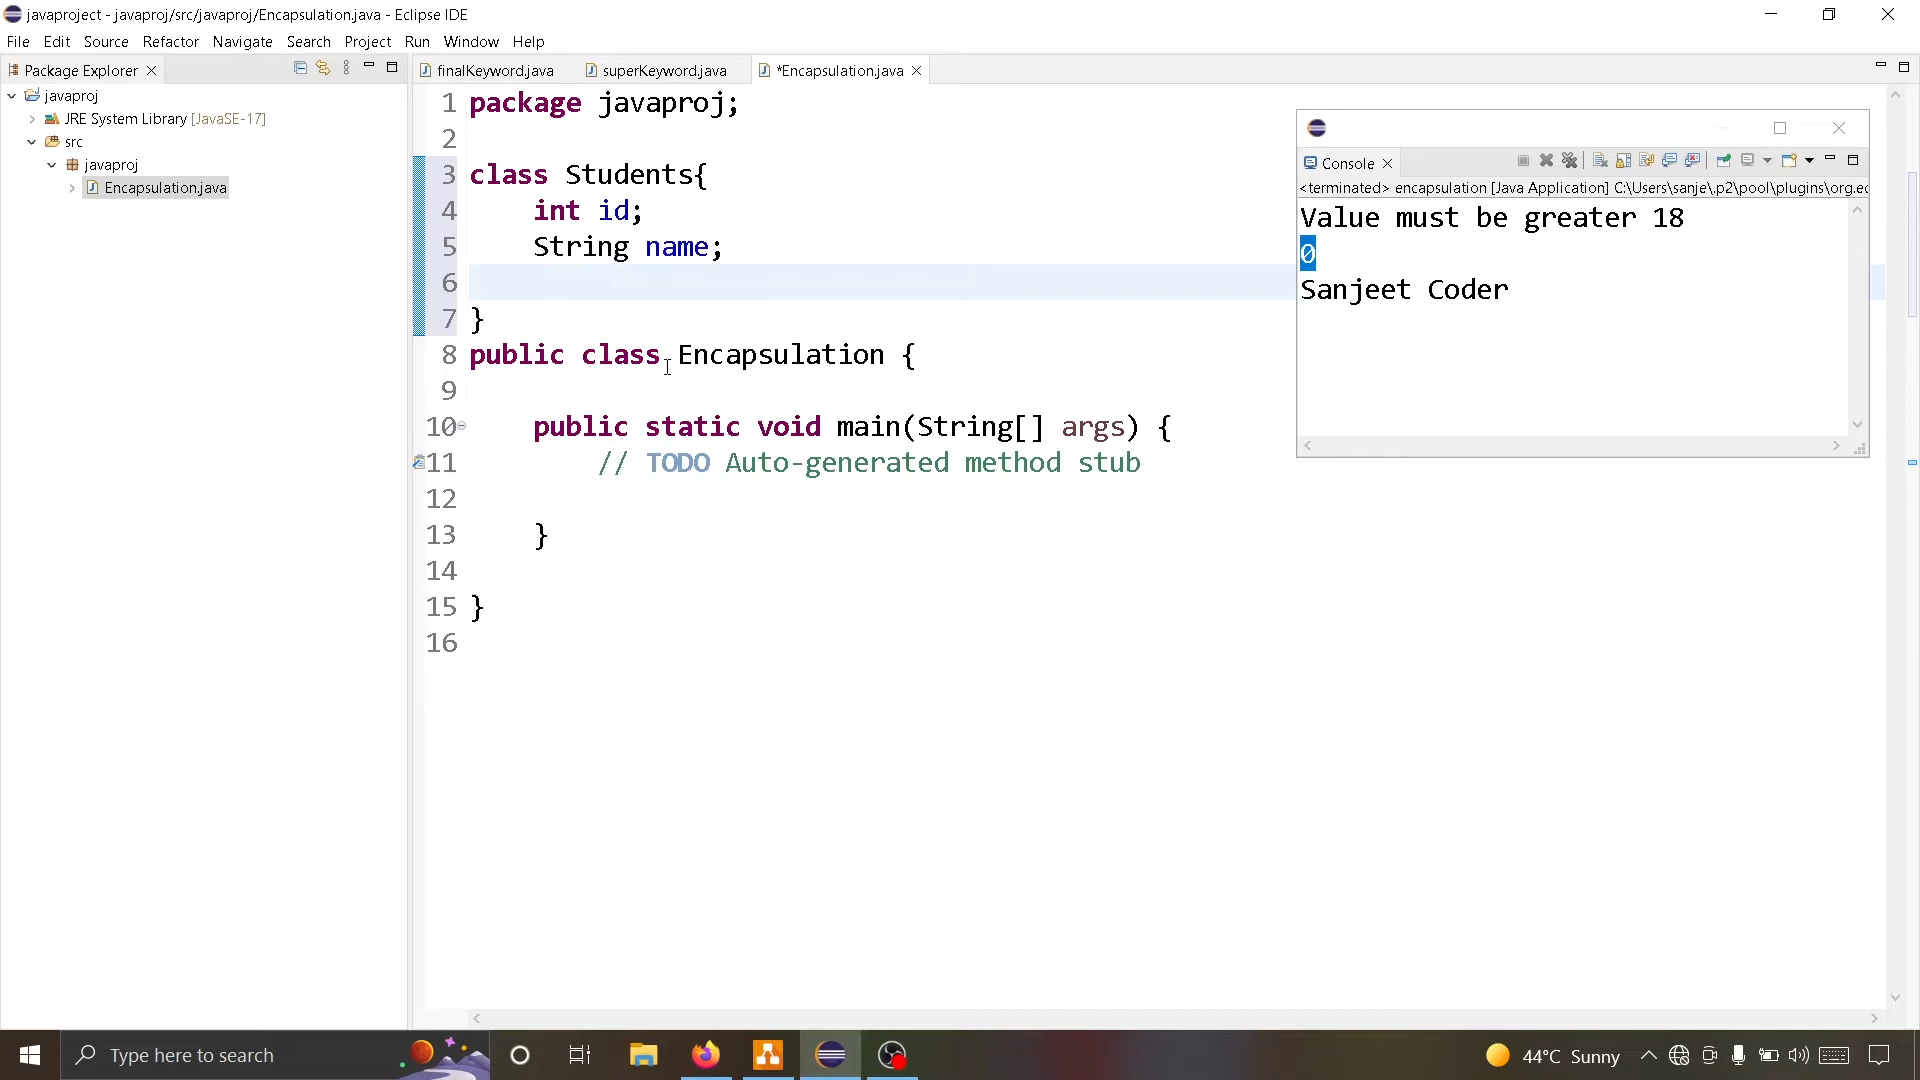 javaproject - javaproj/src/javaproj/Encapsulation.java - Eclipse IDE
File Edit Source Refactor Navigate Search Project Run Window Help
Package Explorer
finalKeyword.java superKeyword.java *Encapsulation.java
javaproj
JRE System Library [JavaSE-17]
src
javaproj
Encapsulation.java
1 package javaproj;
2
3 class Students{
4 int id;
5 String name;
6
7 }
8 public class Encapsulation {
9
10 public static void main(String[] args) {
11 // TODO Auto-generated method stub
12
13 }
14
15 }
16
Console
<terminated> encapsulation [Java Application] C:\Users\sanje\.p2\pool\plugins\org.ec
Value must be greater 18
0
Sanjeet Coder
Type here to search
44°C Sunny